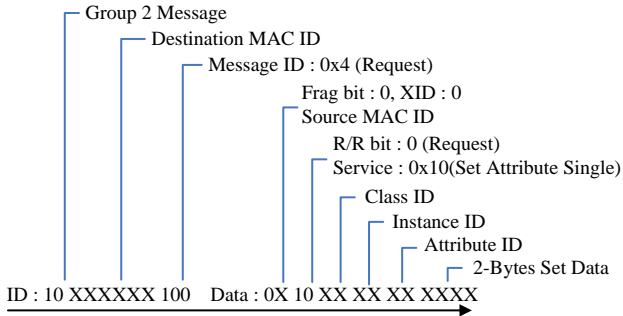 Group 2 Message
Destination MAC ID
Message ID : 0x4 (Request)
Frag bit : 0, XID : 0
Source MAC ID
R/R bit : 0 (Request)
Service : 0x10(Set Attribute Single)
Class ID
Instance ID
Attribute ID
2-Bytes Set Data
ID : 10 XXXXXX 100 Data : 0X 10 XX XX XX XXXX